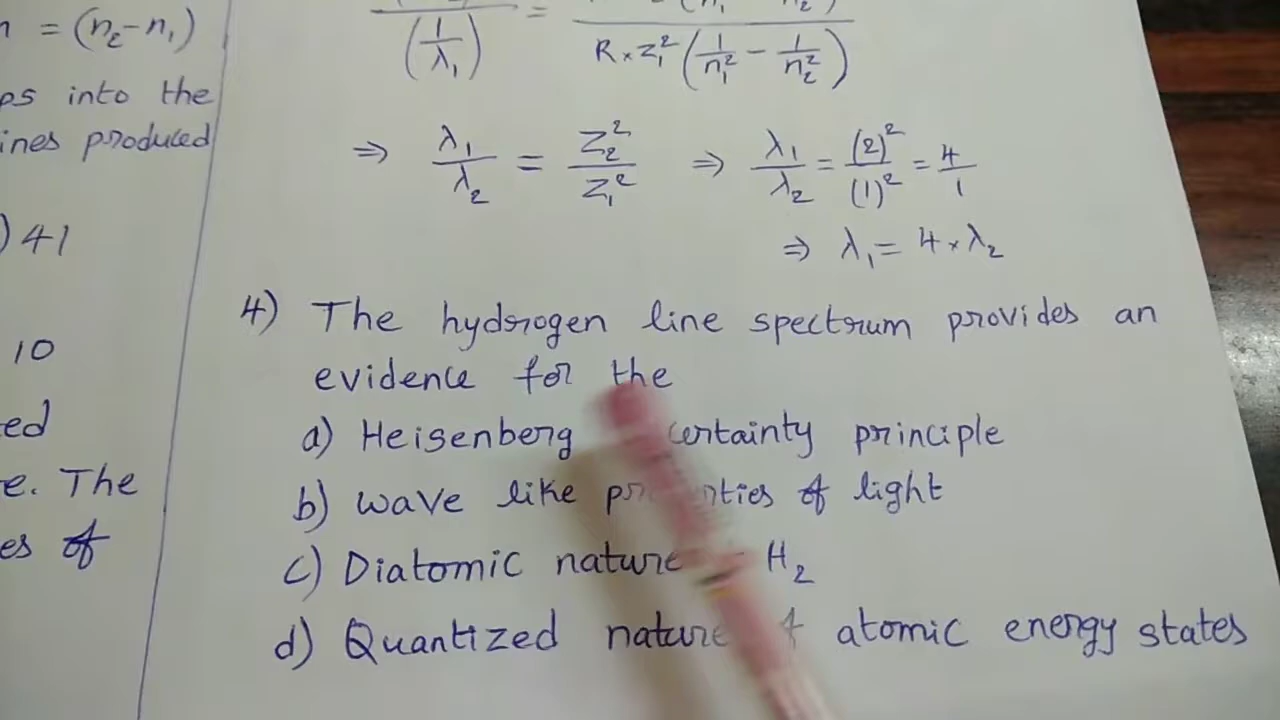 n = (n₂-n₁)
ps into the
ines produced
) 41
10
ed
e. The
es of
(1/λ₁) = R×Z₁²(1/n₁² - 1/n₂²)
⇒ λ₁/λ₂ = Z₂²/Z₁² ⇒ λ₁/λ₂ = (2)²/(1)² = 4/1
⇒ λ₁ = 4×λ₂
4) The hydrogen line spectrum provides an
evidence for the
a) Heisenberg certainty principle
b) wave like pr rties of light
c) Diatomic nature H₂
d) Quantized nature f atomic energy states